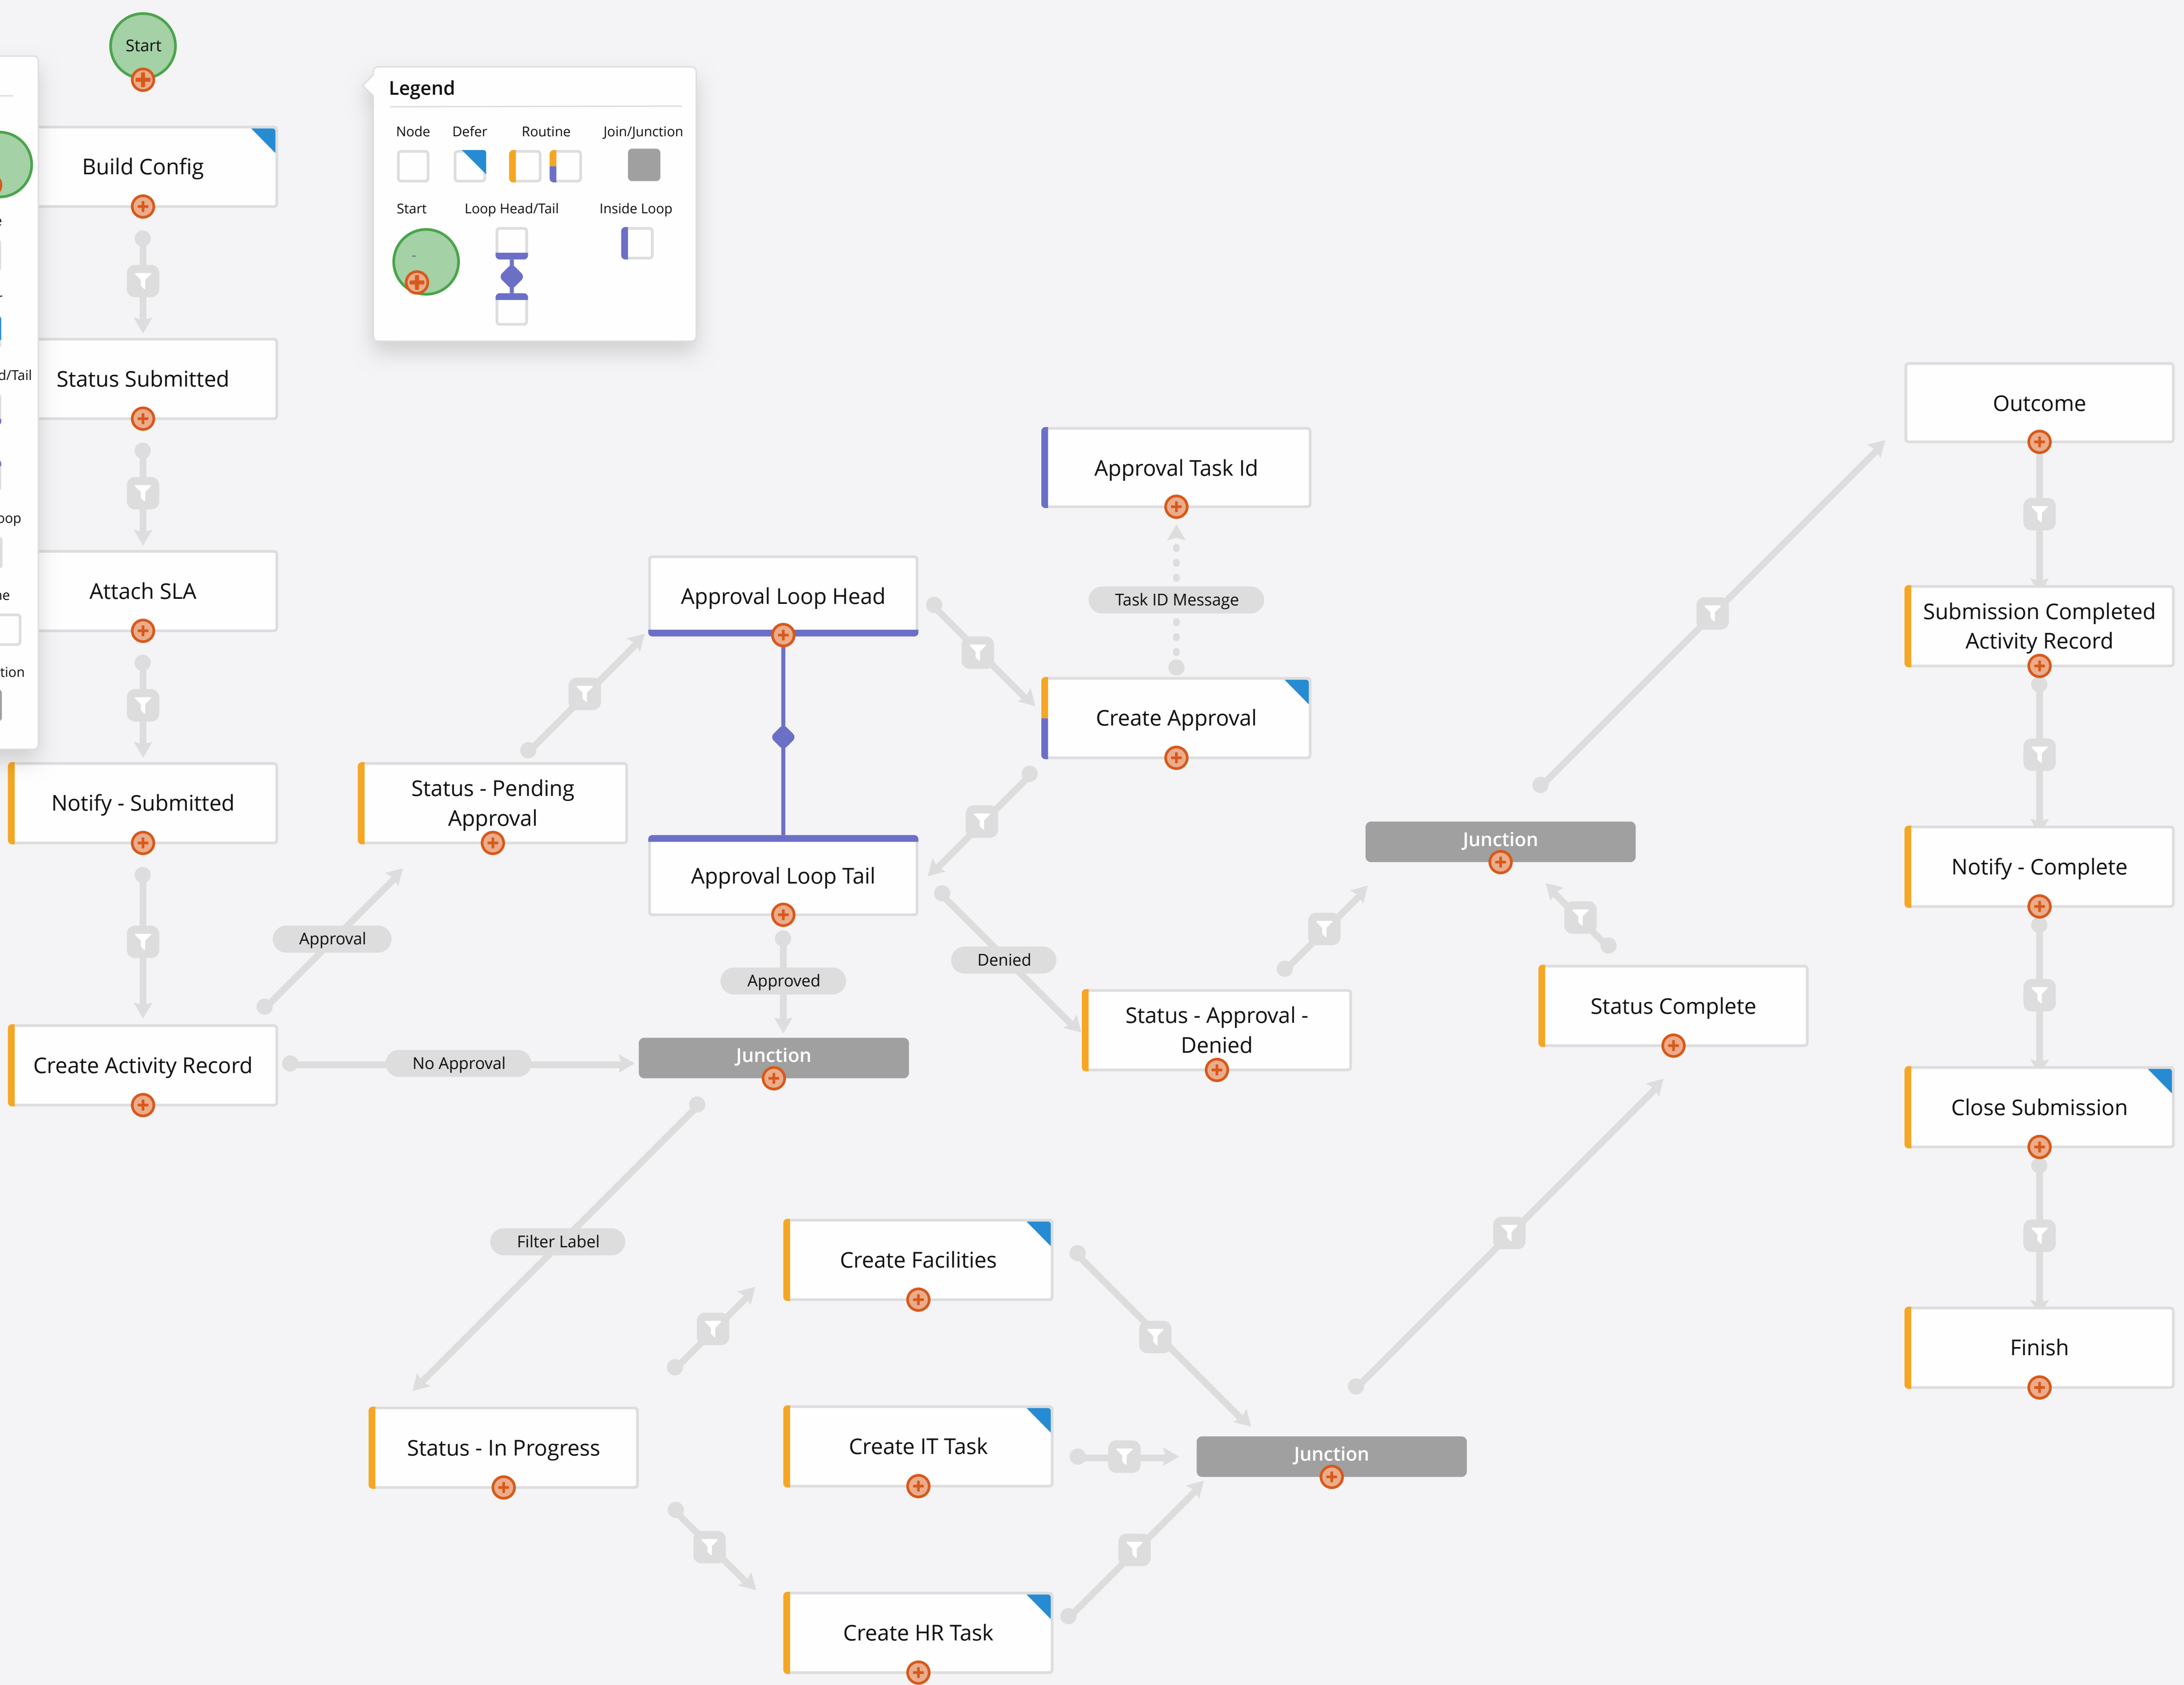 Start
Legend
Node
Defer
Routine
Join/Junction
Start
Loop Head/Tail
Inside Loop
-
d/Tail
oop
ne
tion
Build Config
Status Submitted
Attach SLA
Notify - Submitted
Create Activity Record
Approval
No Approval
Status - Pending
Approval
Approval Loop Head
Approval Loop Tail
Approved
Denied
Junction
Filter Label
Approval Task Id
Task ID Message
Create Approval
Status - Approval -
Denied
Junction
Status Complete
Status - In Progress
Create Facilities
Create IT Task
Create HR Task
Junction
Outcome
Submission Completed
Activity Record
Notify - Complete
Close Submission
Finish